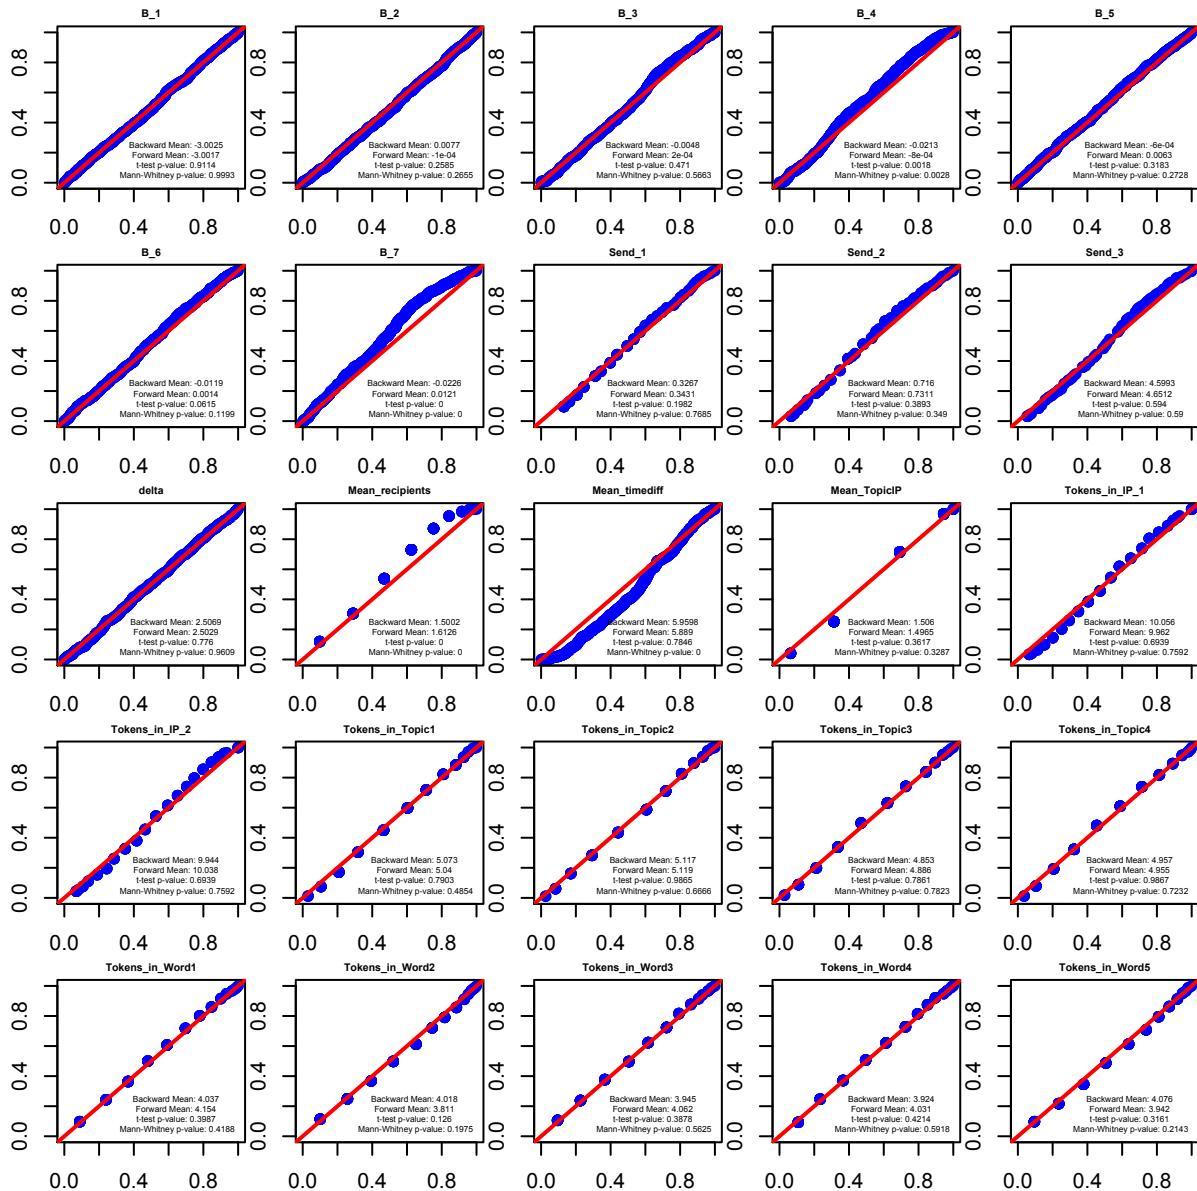 B_1
B_2
B_3
B_4
B_5
0.0 0.4 0.8
0.0 0.4 0.8
0.0 0.4 0.8
0.0 0.4 0.8
0.0 0.4 0.8
Backward Mean: -3.0025
Forward Mean: -3.0017
t-test p-value: 0.9114
Mann-Whitney p-value: 0.9993
Backward Mean: 0.0077
Forward Mean: -1e-04
t-test p-value: 0.2585
Mann-Whitney p-value: 0.2655
Backward Mean: -0.0048
Forward Mean: 2e-04
t-test p-value: 0.471
Mann-Whitney p-value: 0.5663
Backward Mean: -0.0213
Forward Mean: -8e-04
t-test p-value: 0.0018
Mann-Whitney p-value: 0.0028
Backward Mean: -6e-04
Forward Mean: 0.0063
t-test p-value: 0.3183
Mann-Whitney p-value: 0.2728
0.0 0.4 0.8
0.0 0.4 0.8
0.0 0.4 0.8
0.0 0.4 0.8
0.0 0.4 0.8
B_6
B_7
Send_1
Send_2
Send_3
0.0 0.4 0.8
0.0 0.4 0.8
0.0 0.4 0.8
0.0 0.4 0.8
0.0 0.4 0.8
Backward Mean: -0.0119
Forward Mean: 0.0014
t-test p-value: 0.0615
Mann-Whitney p-value: 0.1199
Backward Mean: -0.0226
Forward Mean: 0.0121
t-test p-value: 0
Mann-Whitney p-value: 0
Backward Mean: 0.3267
Forward Mean: 0.3431
t-test p-value: 0.1982
Mann-Whitney p-value: 0.7685
Backward Mean: 0.716
Forward Mean: 0.7311
t-test p-value: 0.3893
Mann-Whitney p-value: 0.349
Backward Mean: 4.5993
Forward Mean: 4.6512
t-test p-value: 0.594
Mann-Whitney p-value: 0.59
0.0 0.4 0.8
0.0 0.4 0.8
0.0 0.4 0.8
0.0 0.4 0.8
0.0 0.4 0.8
delta
Mean_recipients
Mean_timediff
Mean_TopicIP
Tokens_in_IP_1
0.0 0.4 0.8
0.0 0.4 0.8
0.0 0.4 0.8
0.0 0.4 0.8
0.0 0.4 0.8
Backward Mean: 2.5069
Forward Mean: 2.5029
t-test p-value: 0.776
Mann-Whitney p-value: 0.9609
Backward Mean: 1.5002
Forward Mean: 1.6126
t-test p-value: 0
Mann-Whitney p-value: 0
Backward Mean: 5.9598
Forward Mean: 5.889
t-test p-value: 0.7846
Mann-Whitney p-value: 0
Backward Mean: 1.506
Forward Mean: 1.4965
t-test p-value: 0.3617
Mann-Whitney p-value: 0.3287
Backward Mean: 10.056
Forward Mean: 9.962
t-test p-value: 0.6939
Mann-Whitney p-value: 0.7592
0.0 0.4 0.8
0.0 0.4 0.8
0.0 0.4 0.8
0.0 0.4 0.8
0.0 0.4 0.8
Tokens_in_IP_2
Tokens_in_Topic1
Tokens_in_Topic2
Tokens_in_Topic3
Tokens_in_Topic4
0.0 0.4 0.8
0.0 0.4 0.8
0.0 0.4 0.8
0.0 0.4 0.8
0.0 0.4 0.8
Backward Mean: 9.944
Forward Mean: 10.038
t-test p-value: 0.6939
Mann-Whitney p-value: 0.7592
Backward Mean: 5.073
Forward Mean: 5.04
t-test p-value: 0.7903
Mann-Whitney p-value: 0.4854
Backward Mean: 5.117
Forward Mean: 5.119
t-test p-value: 0.9865
Mann-Whitney p-value: 0.6666
Backward Mean: 4.853
Forward Mean: 4.886
t-test p-value: 0.7861
Mann-Whitney p-value: 0.7823
Backward Mean: 4.957
Forward Mean: 4.955
t-test p-value: 0.9867
Mann-Whitney p-value: 0.7232
0.0 0.4 0.8
0.0 0.4 0.8
0.0 0.4 0.8
0.0 0.4 0.8
0.0 0.4 0.8
Tokens_in_Word1
Tokens_in_Word2
Tokens_in_Word3
Tokens_in_Word4
Tokens_in_Word5
0.0 0.4 0.8
0.0 0.4 0.8
0.0 0.4 0.8
0.0 0.4 0.8
0.0 0.4 0.8
Backward Mean: 4.037
Forward Mean: 4.154
t-test p-value: 0.3987
Mann-Whitney p-value: 0.4188
Backward Mean: 4.018
Forward Mean: 3.811
t-test p-value: 0.126
Mann-Whitney p-value: 0.1975
Backward Mean: 3.945
Forward Mean: 4.062
t-test p-value: 0.3878
Mann-Whitney p-value: 0.5625
Backward Mean: 3.924
Forward Mean: 4.031
t-test p-value: 0.4214
Mann-Whitney p-value: 0.5918
Backward Mean: 4.076
Forward Mean: 3.942
t-test p-value: 0.3161
Mann-Whitney p-value: 0.2143
0.0 0.4 0.8
0.0 0.4 0.8
0.0 0.4 0.8
0.0 0.4 0.8
0.0 0.4 0.8